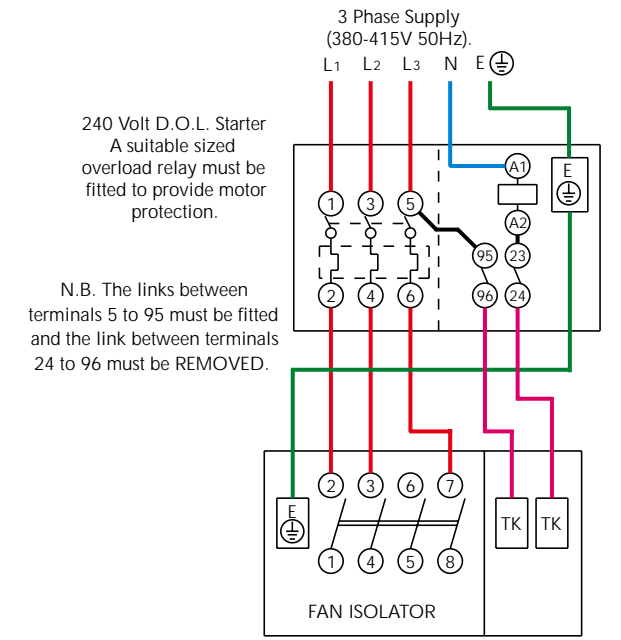 3 Phase Supply
(380-415V 50Hz).
L1 L2 L3 N E
240 Volt D.O.L. Starter
A suitable sized
overload relay must be
fitted to provide motor
protection.
A1
E
1 3 5
A2
95 23
2 4 6 96 24
N.B. The links between
terminals 5 to 95 must be fitted
and the link between terminals
24 to 96 must be REMOVED.
2 3 6 7
E
TK TK
1 4 5 8
FAN ISOLATOR